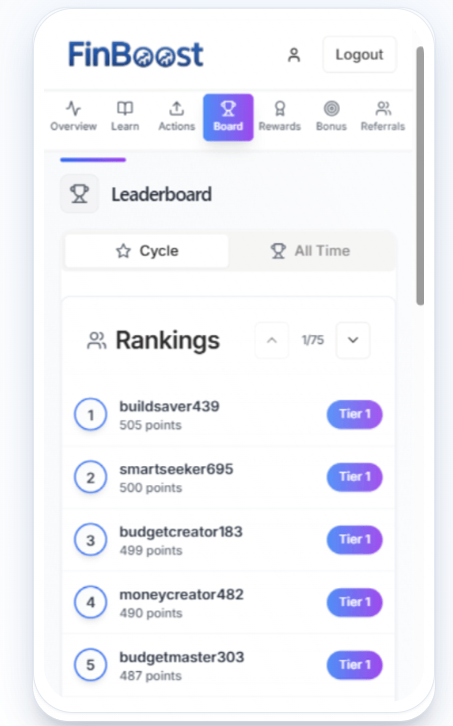 FinBoost
Logout
Overview Learn Actions Board Rewards Bonus Referrals
Leaderboard
Cycle All Time
Rankings 1/75
1 buildsaver439 Tier 1
505 points
2 smartseeker695 Tier 1
500 points
3 budgetcreator183 Tier 1
499 points
4 moneycreator482 Tier 1
490 points
5 budgetmaster303 Tier 1
487 points